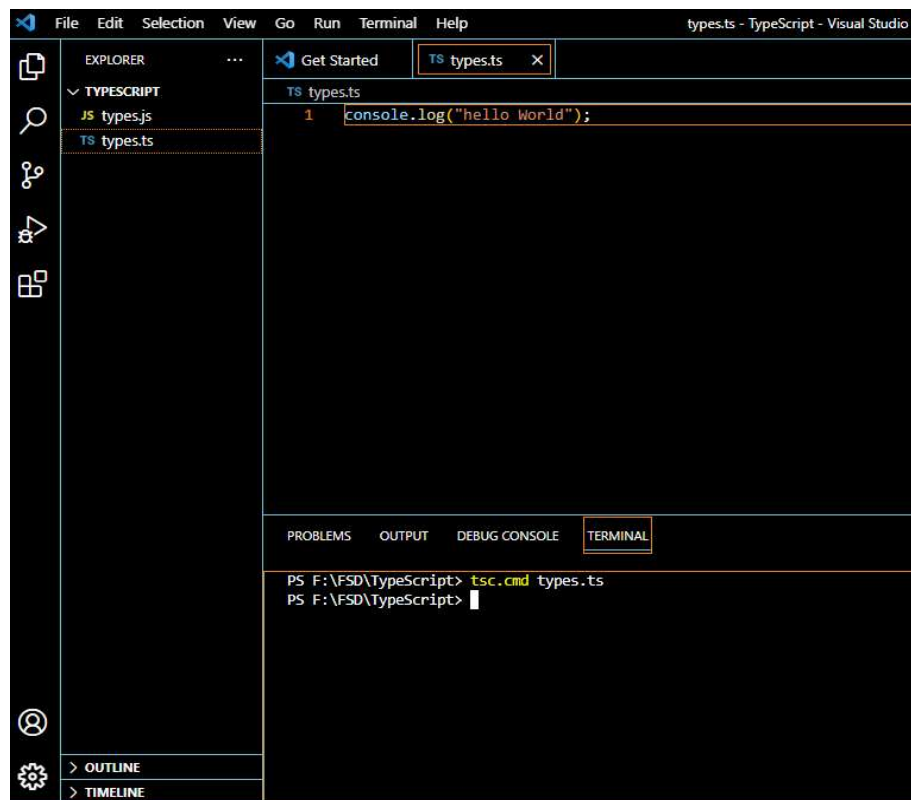 File Edit Selection View Go Run Terminal Help types.ts - TypeScript - Visual Studio
EXPLORER ...
Get Started
TS types.ts
TYPESCRIPT
JS types.js
TS types.ts
TS types.ts
1 console.log("hello World");
PROBLEMS OUTPUT DEBUG CONSOLE TERMINAL
PS F:\FSD\TypeScript> tsc.cmd types.ts
PS F:\FSD\TypeScript>
OUTLINE
TIMELINE